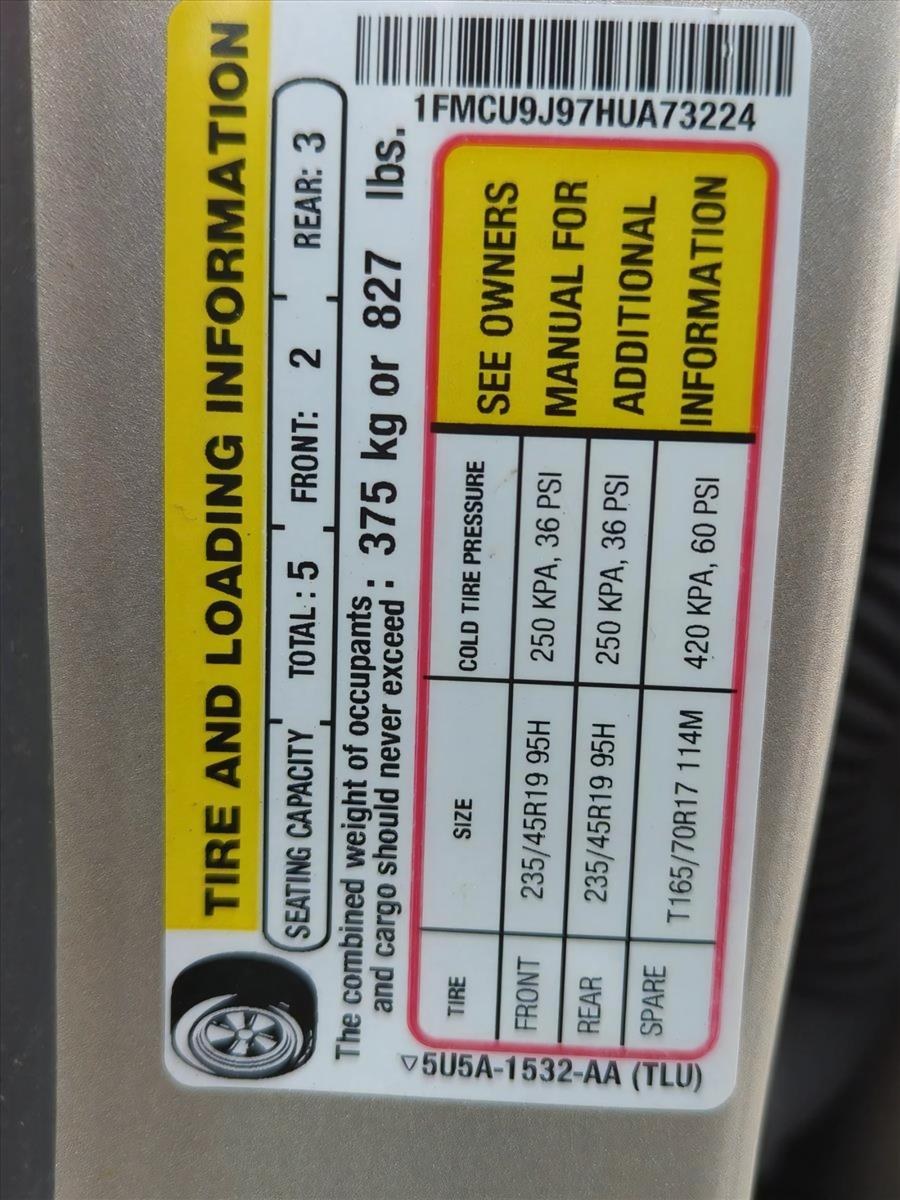 TIRE AND LOADING INFORMATION
SEATING CAPACITY TOTAL : 5 FRONT: 2 REAR: 3
The combined weight of occupants
and cargo should never exceed : 375 kg or 827 lbs.
TIRE SIZE COLD TIRE PRESSURE
FRONT 235/45R19 95H 250 KPA, 36 PSI
REAR 235/45R19 95H 250 KPA, 36 PSI
SPARE T165/70R17 114M 420 KPA, 60 PSI
SEE OWNERS
MANUAL FOR
ADDITIONAL
INFORMATION
5U5A-1532-AA (TLU)
1FMCU9J97HUA73224